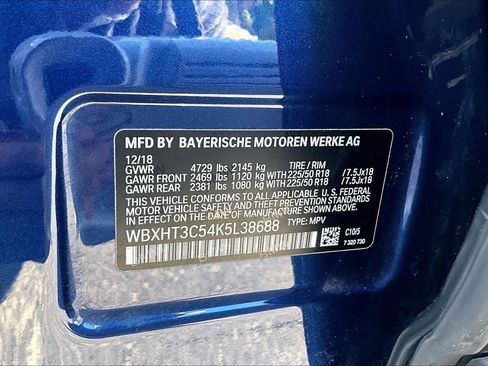 MFD BY BAYERISCHE MOTOREN WERKE AG
12/18
GVWR 4729 lbs 2145 kg TIRE / RIM
GAWR FRONT 2469 lbs 1120 kg WITH 225/50 R18 /7.5Jx18
GAWR REAR 2381 lbs 1080 kg WITH 225/50 R18 /7.5Jx18
THIS VEHICLE CONFORMS TO ALL APPLICABLE U.S. FEDERAL
MOTOR VEHICLE SAFETY, BUMPER, AND THEFT PREVENTION
STANDARDS IN EFFECT ON THE DATE OF MANUFACTURE
SHOWN ABOVE.
WBXHT3C54K5L38688 TYPE: MPV
C10/5
7 320 730